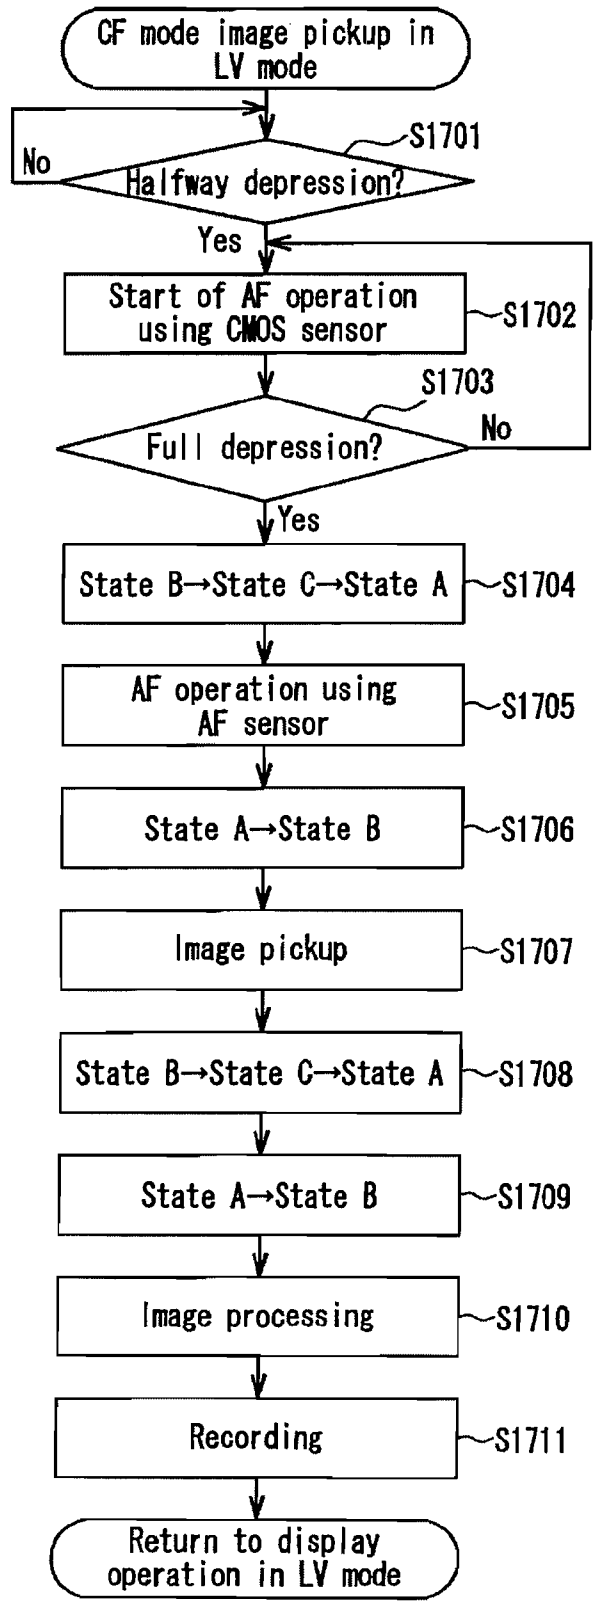 CF mode image pickup in
LV mode
S1701
No
Halfway depression?
Yes
Start of AF operation
using CMOS sensor
S1702
S1703
Full depression?
No
Yes
State B→State C→State A
S1704
AF operation using
AF sensor
S1705
State A→State B
S1706
Image pickup
S1707
State B→State C→State A
S1708
State A→State B
S1709
Image processing
S1710
Recording
S1711
Return to display
operation in LV mode